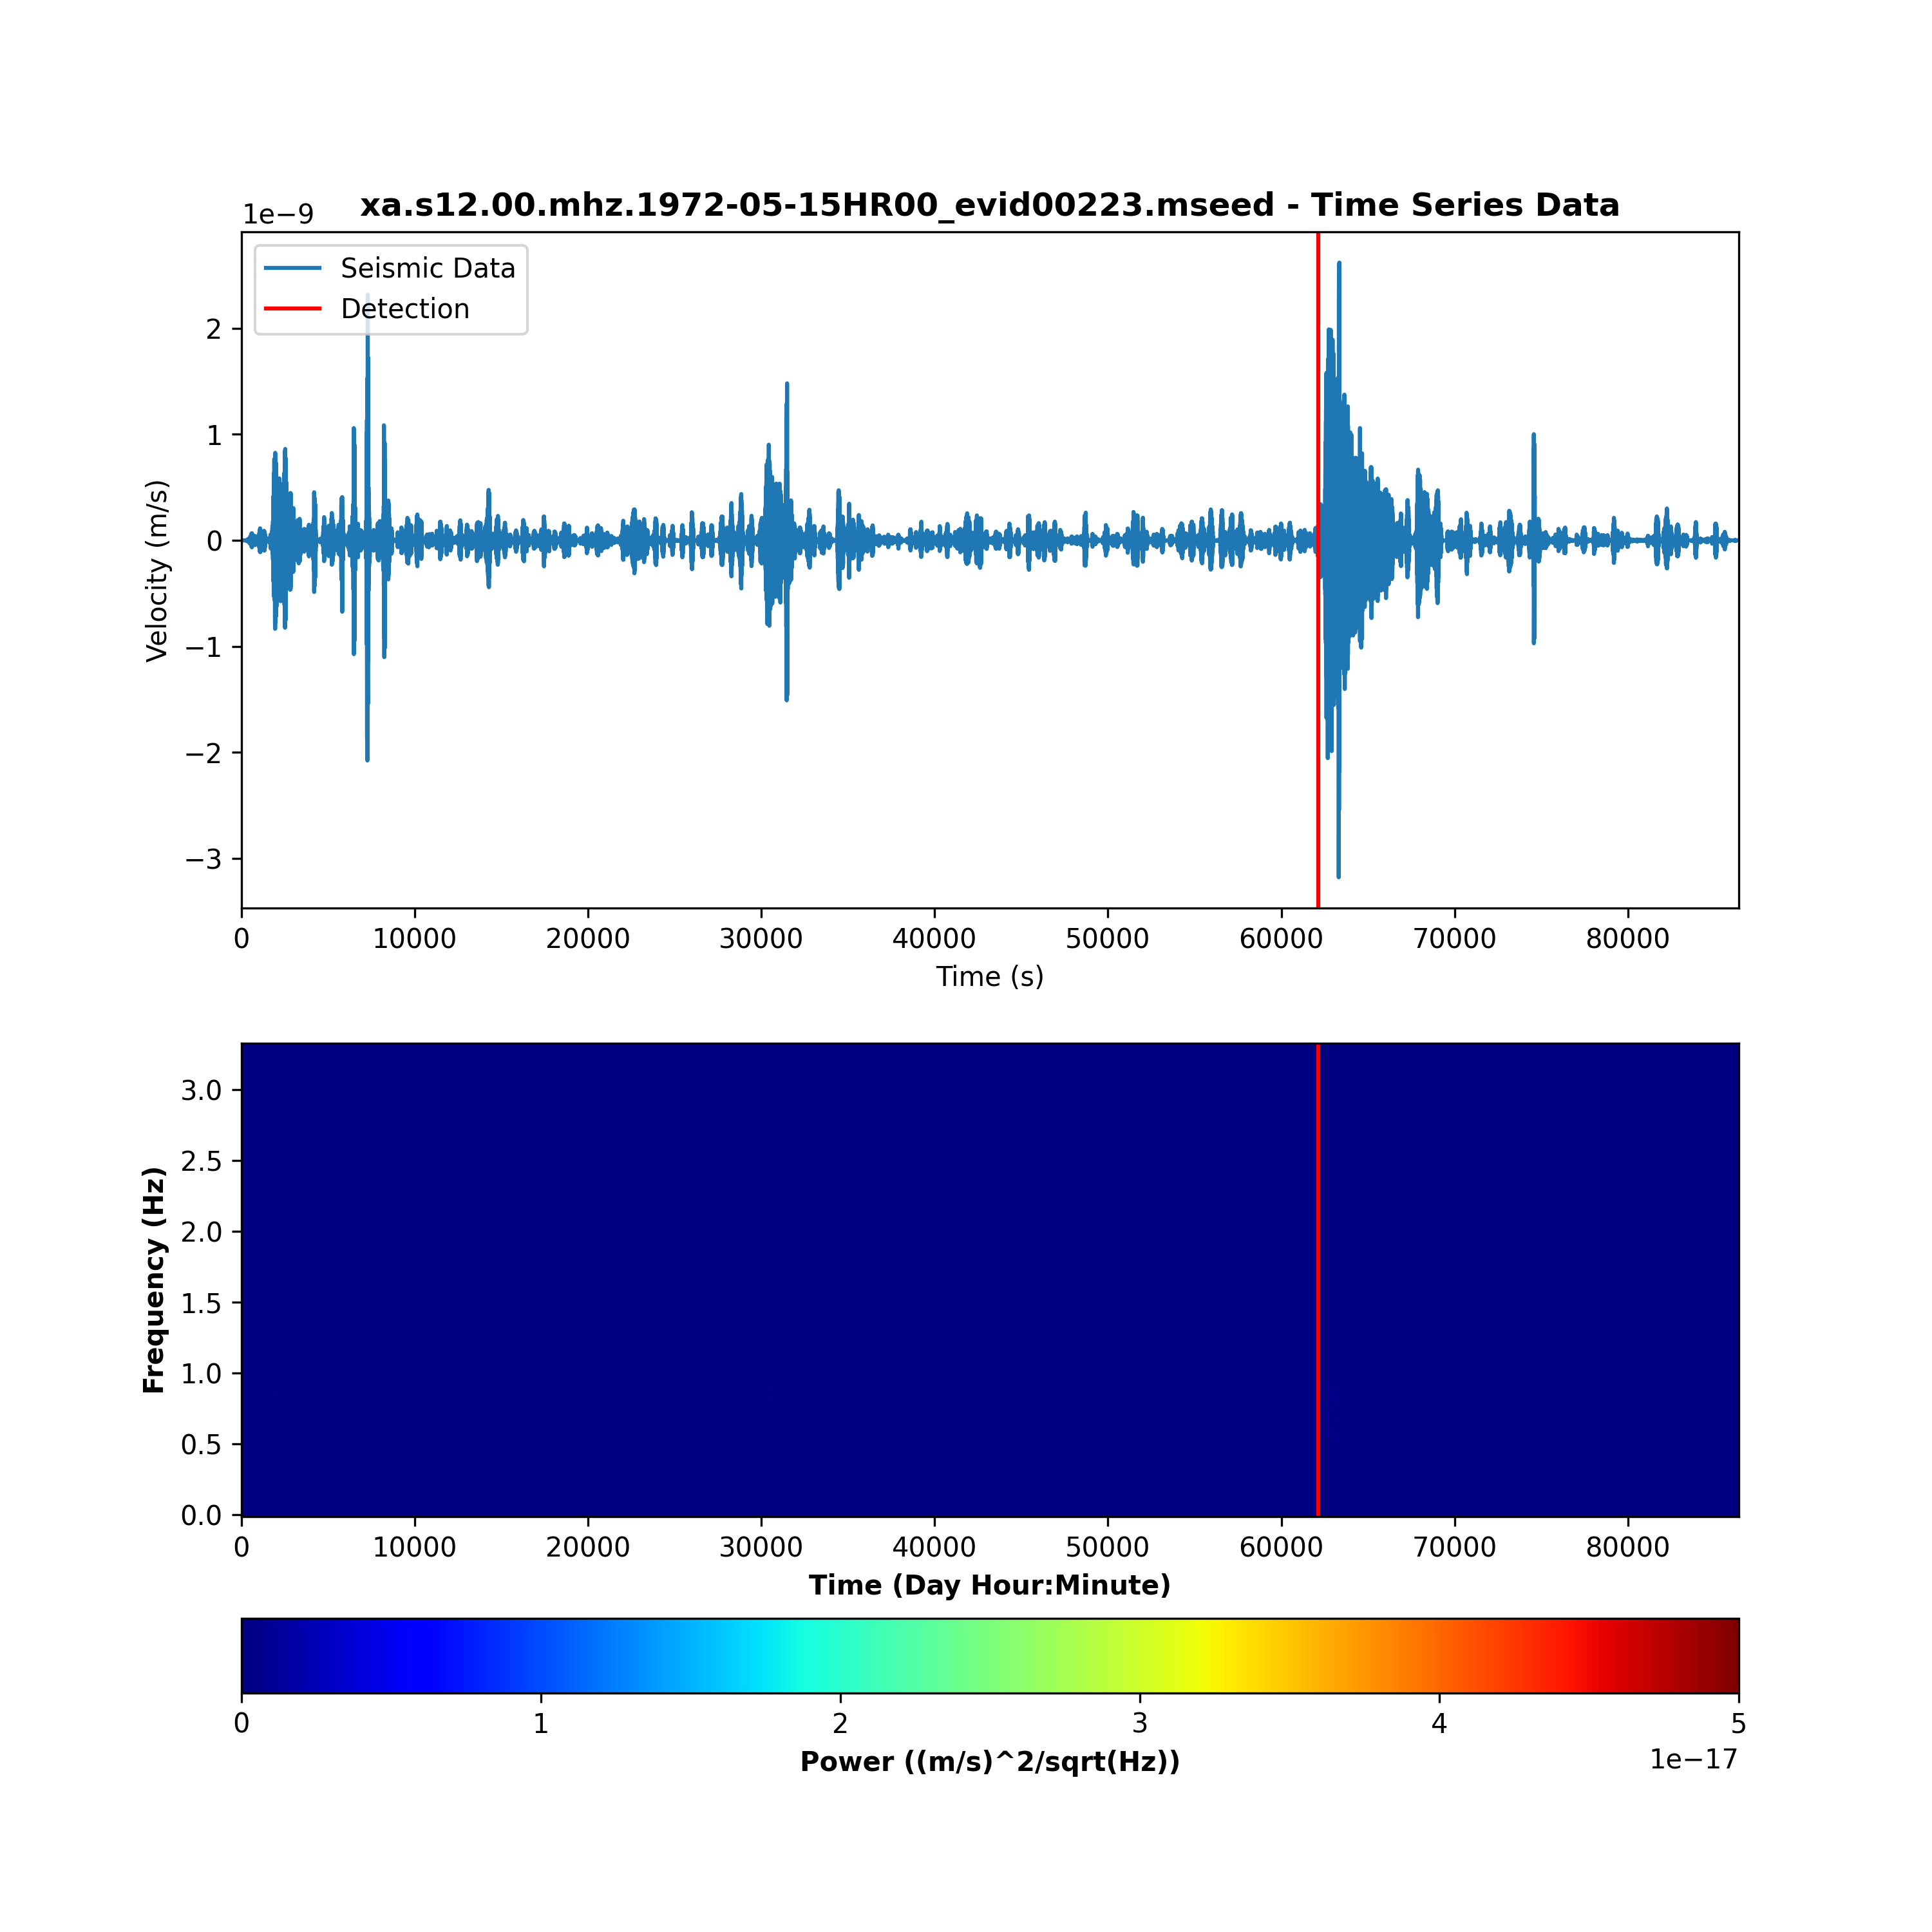 xa.s12.00.mhz.1972-05-15HR00_evid00223.mseed - Time Series Data
1e−9
Seismic Data
Detection
2
1
0
−1
−2
−3
Velocity (m/s)
0 10000 20000 30000 40000 50000 60000 70000 80000
Time (s)
3.0
2.5
2.0
1.5
1.0
0.5
0.0
Frequency (Hz)
0 10000 20000 30000 40000 50000 60000 70000 80000
Time (Day Hour:Minute)
0 1 2 3 4 5
Power ((m/s)^2/sqrt(Hz))
1e−17